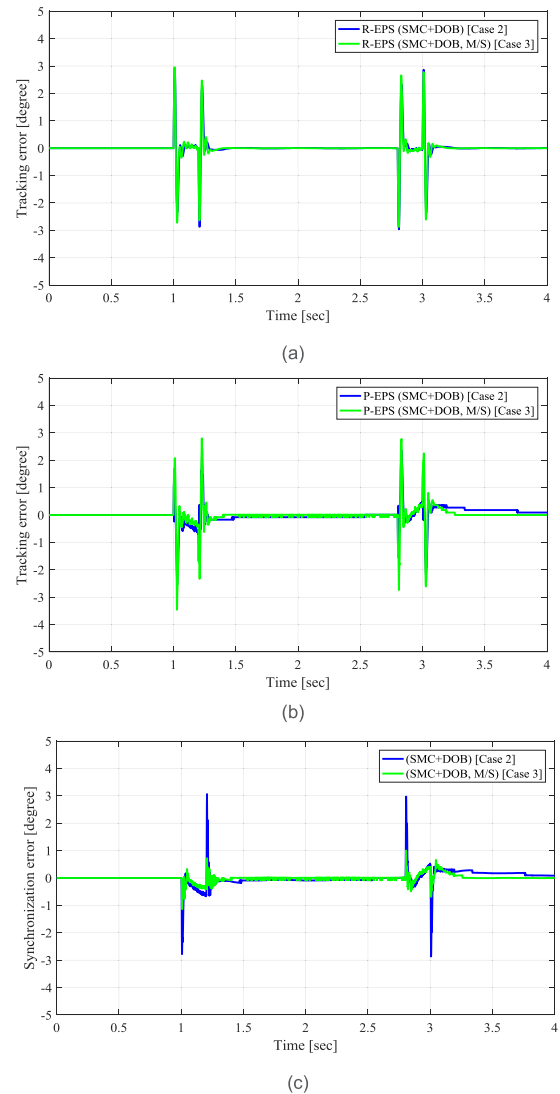 5
4
3
2
1
0
-1
-2
-3
-4
-5
Tracking error [degree]
R-EPS (SMC+DOB) [Case 2]
R-EPS (SMC+DOB, M/S) [Case 3]
0 0.5 1 1.5 2 2.5 3 3.5 4
Time [sec]
(a)
5
4
3
2
1
0
-1
-2
-3
-4
-5
Tracking error [degree]
P-EPS (SMC+DOB) [Case 2]
P-EPS (SMC+DOB, M/S) [Case 3]
0 0.5 1 1.5 2 2.5 3 3.5 4
Time [sec]
(b)
5
4
3
2
1
0
-1
-2
-3
-4
-5
Synchronization error [degree]
(SMC+DOB) [Case 2]
(SMC+DOB, M/S) [Case 3]
0 0.5 1 1.5 2 2.5 3 3.5 4
Time [sec]
(c)